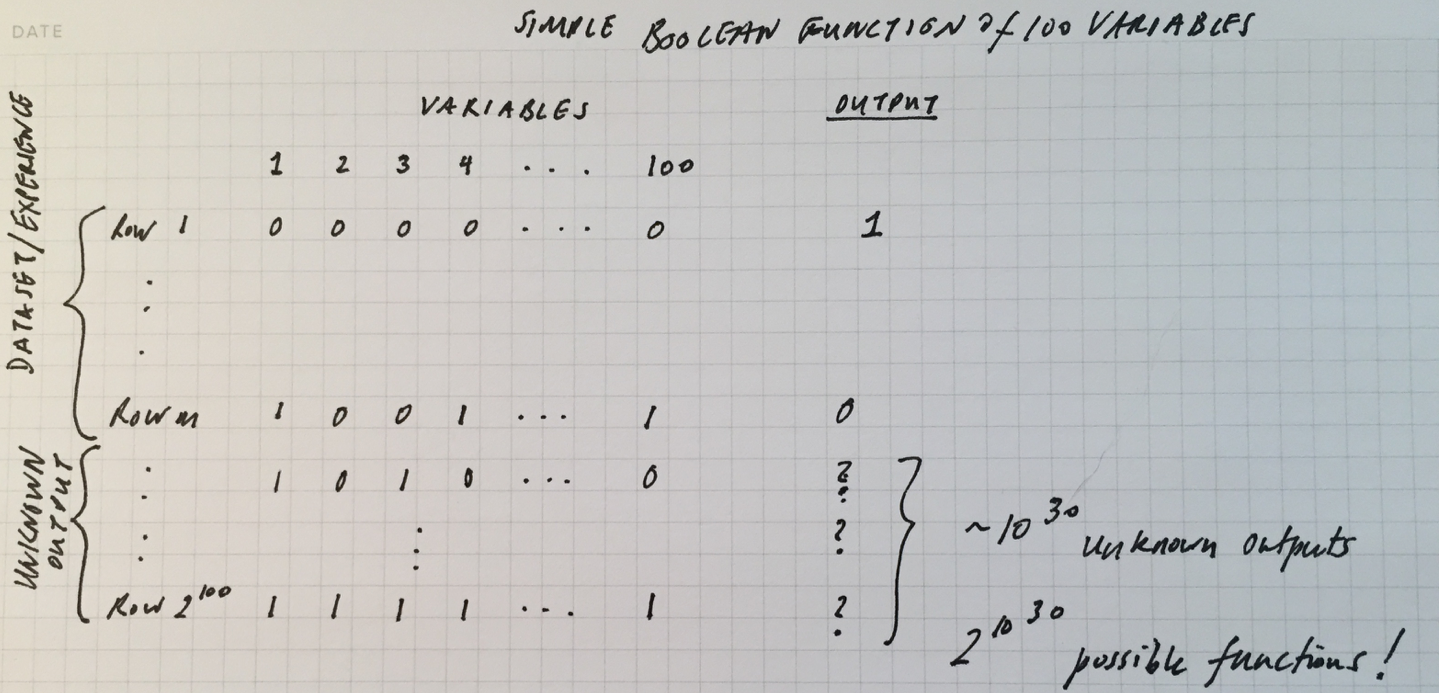 DATE
SIMPLE BOOLEAN FUNCTION of 100 VARIABLES
VARIABLES OUTPUT
1 2 3 4 ... 100
DATASET/EXPERIENCE
Row 1 0 0 0 0 ... 0 1
Row m 1 0 0 1 ... 1 0
UNKNOWN
OUTPUT
1 0 1 0 ... 0 ?
?
~10^30 unknown outputs
Row 2^100 1 1 1 1 ... 1 ?
2^10^30 possible functions!